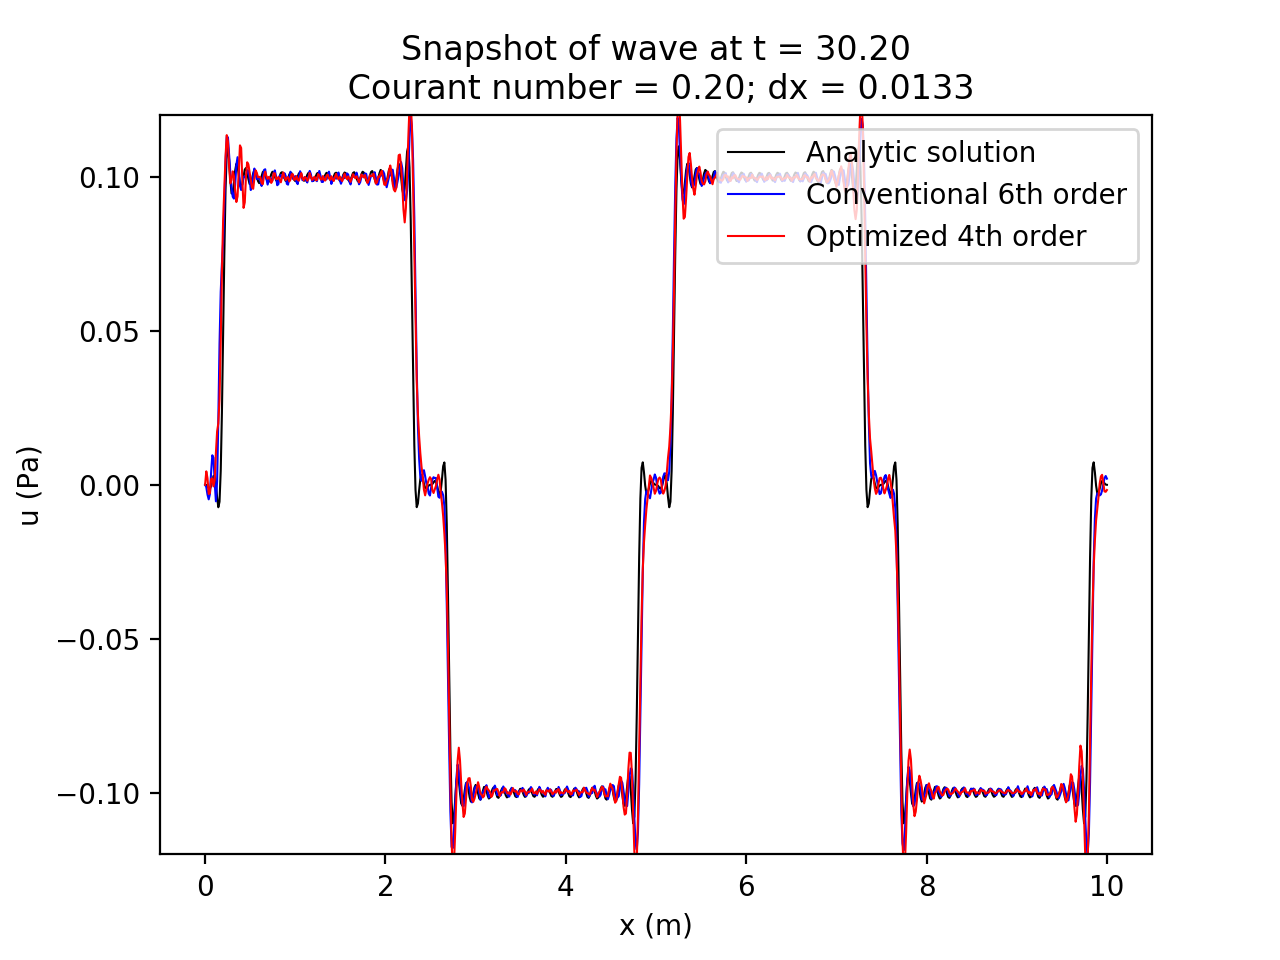 Snapshot of wave at t = 30.20
Courant number = 0.20; dx = 0.0133
Analytic solution
Conventional 6th order
Optimized 4th order
u (Pa)
0.10
0.05
0.00
−0.05
−0.10
0 2 4 6 8 10
x (m)